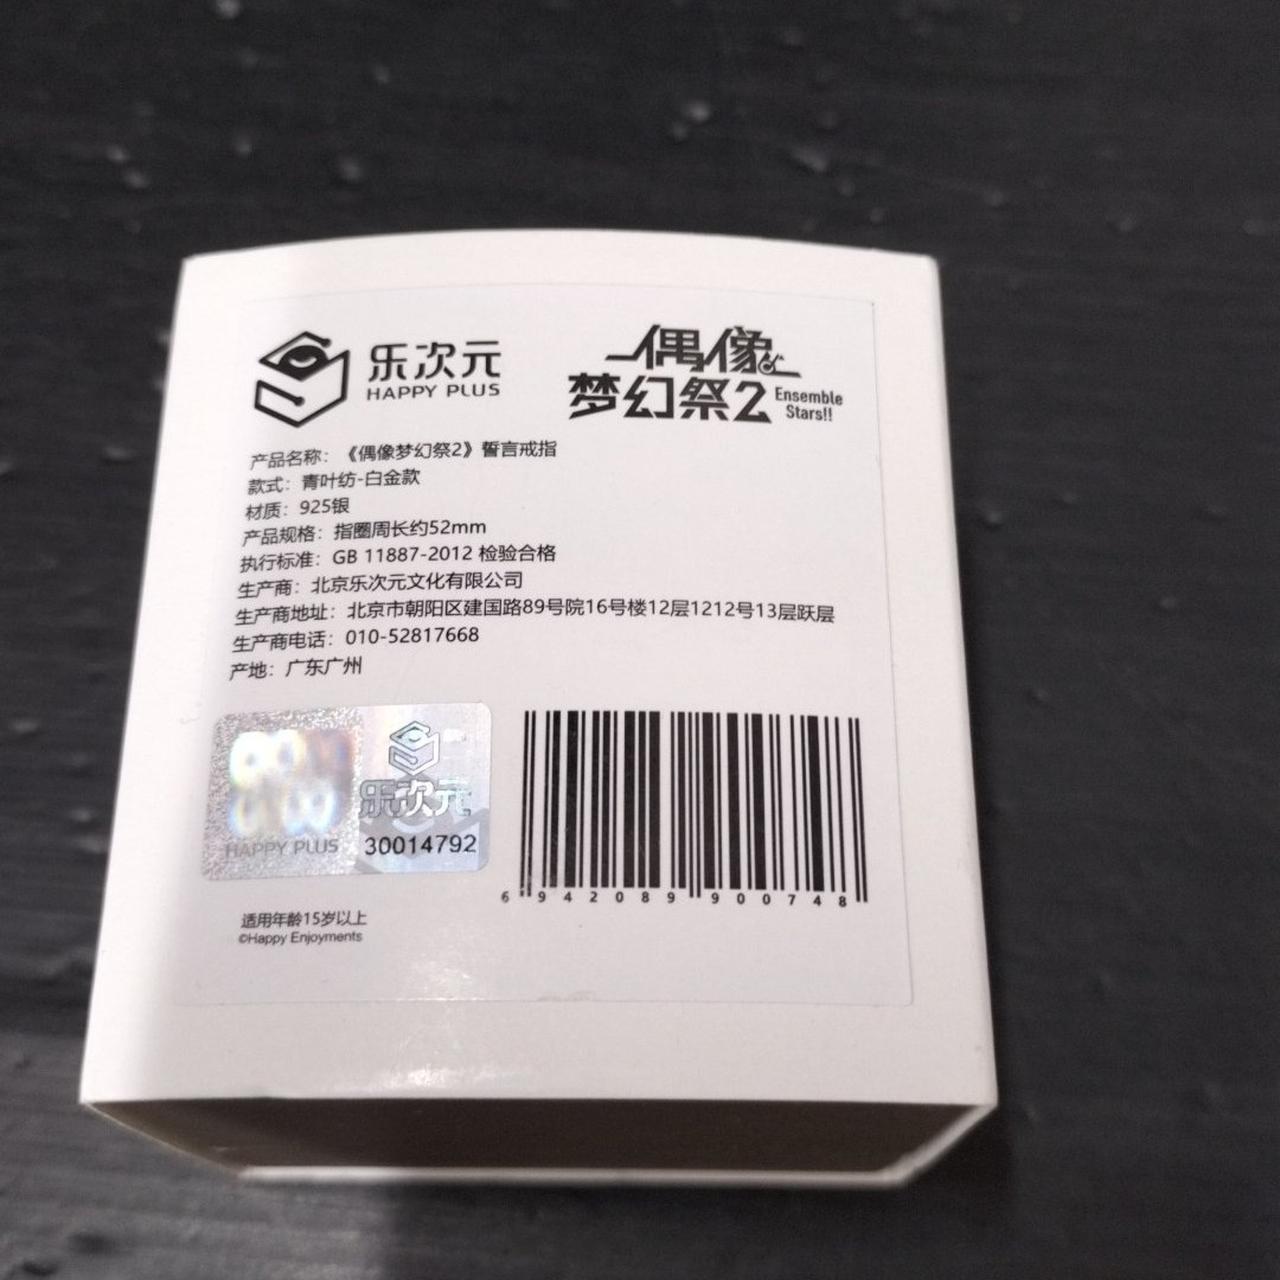 乐次元
HAPPY PLUS
偶像
梦幻祭2
Ensemble
Stars!!
产品名称：《偶像梦幻祭2》誓言戒指
款式：青叶纺-白金款
材质：925银
产品规格：指圈周长约52mm
执行标准：GB 11887-2012 检验合格
生产商：北京乐次元文化有限公司
生产商地址：北京市朝阳区建国路89号院16号楼12层1212号13层跃层
生产商电话：010-52817668
产地：广东广州
乐次元
HAPPY PLUS
30014792
6 942089 900748
适用年龄15岁以上
©Happy Enjoyments